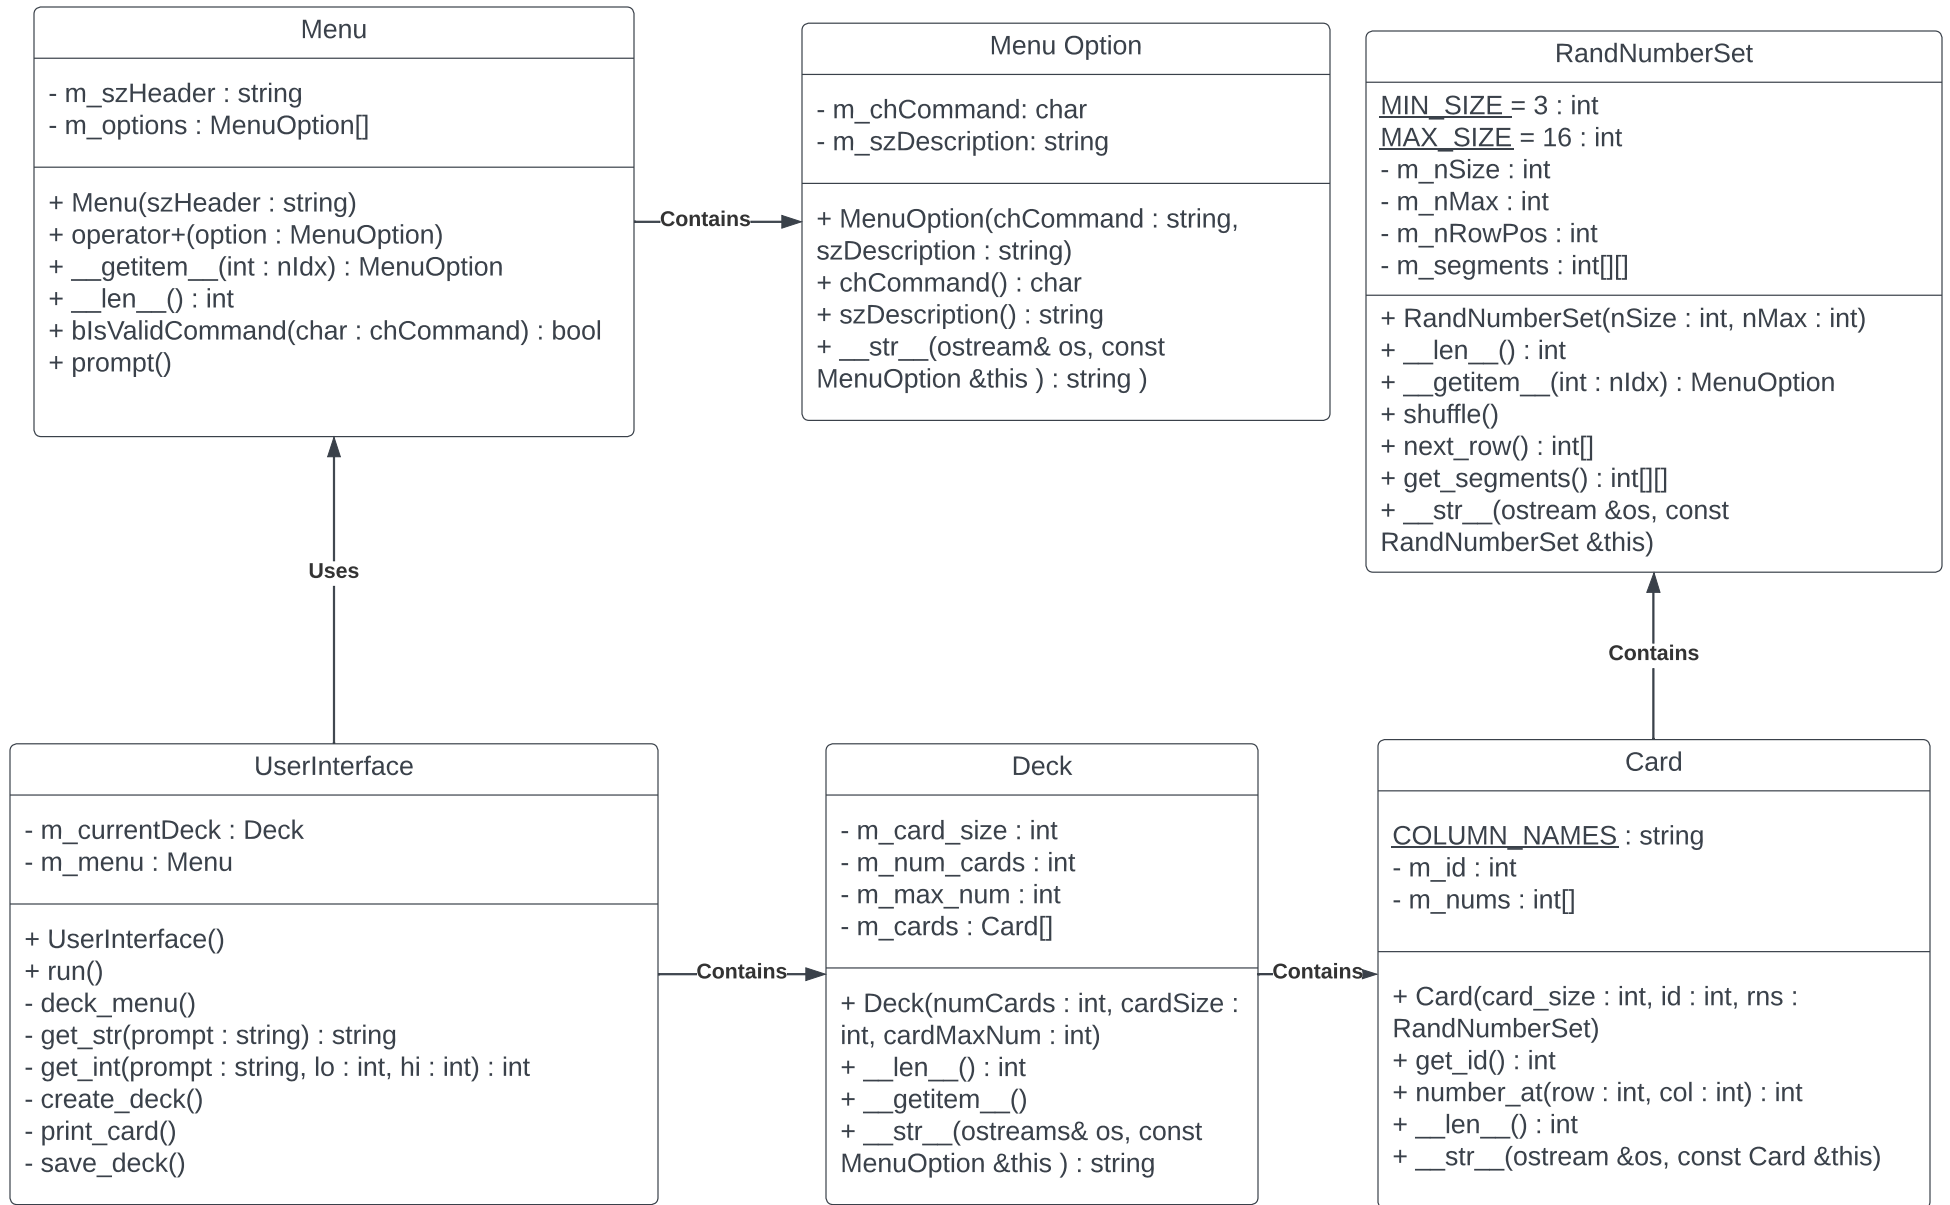 Menu
- m_szHeader : string
- m_options : MenuOption[]
+ Menu(szHeader : string)
+ operator+(option : MenuOption)
+ __getitem__(int : nIdx) : MenuOption
+ __len__() : int
+ bIsValidCommand(char : chCommand) : bool
+ prompt()
Contains
Menu Option
- m_chCommand: char
- m_szDescription: string
+ MenuOption(chCommand : string,
szDescription : string)
+ chCommand() : char
+ szDescription() : string
+ __str__(ostream& os, const
MenuOption &this ) : string )
RandNumberSet
MIN_SIZE = 3 : int
MAX_SIZE = 16 : int
- m_nSize : int
- m_nMax : int
- m_nRowPos : int
- m_segments : int[][]
+ RandNumberSet(nSize : int, nMax : int)
+ __len__() : int
+ __getitem__(int : nIdx) : MenuOption
+ shuffle()
+ next_row() : int[]
+ get_segments() : int[][]
+ __str__(ostream &os, const
RandNumberSet &this)
Uses
Contains
UserInterface
- m_currentDeck : Deck
- m_menu : Menu
+ UserInterface()
+ run()
- deck_menu()
- get_str(prompt : string) : string
- get_int(prompt : string, lo : int, hi : int) : int
- create_deck()
- print_card()
- save_deck()
Contains
Deck
- m_card_size : int
- m_num_cards : int
- m_max_num : int
- m_cards : Card[]
+ Deck(numCards : int, cardSize :
int, cardMaxNum : int)
+ __len__() : int
+ __getitem__()
+ __str__(ostreams& os, const
MenuOption &this ) : string
Contains
Card
COLUMN_NAMES : string
- m_id : int
- m_nums : int[]
+ Card(card_size : int, id : int, rns :
RandNumberSet)
+ get_id() : int
+ number_at(row : int, col : int) : int
+ __len__() : int
+ __str__(ostream &os, const Card &this)